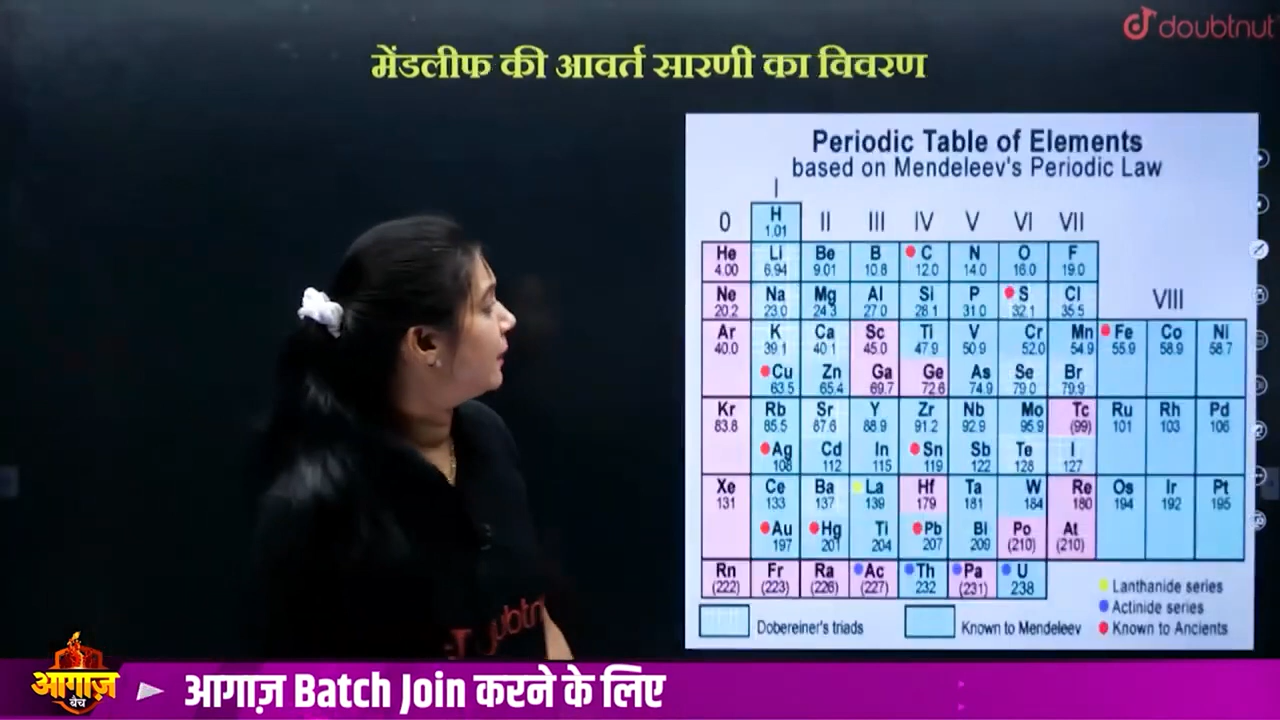 doubtnut
मेंडलीफ की आवर्त सारणी का विवरण
Periodic Table of Elements
based on Mendeleev's Periodic Law
I
0 H II III IV V VI VII
1.01
He Li Be B C N O F
4.00 6.94 9.01 10.8 12.0 14.0 16.0 19.0
Ne Na Mg Al Si P S Cl VIII
20.2 23.0 24.3 27.0 28.1 31.0 32.1 35.5
Ar K Ca Sc Ti V Cr Mn Fe Co Ni
40.0 39.1 40.1 45.0 47.9 50.9 52.0 54.9 55.9 58.9 58.7
Cu Zn Ga Ge As Se Br
63.5 65.4 69.7 72.6 74.9 79.0 79.9
Kr Rb Sr Y Zr Nb Mo Tc Ru Rh Pd
83.8 85.5 87.6 88.9 91.2 92.9 95.9 (99) 101 103 106
Ag Cd In Sn Sb Te I
108 112 115 119 122 128 127
Xe Ce Ba La Hf Ta W Re Os Ir Pt
131 133 137 139 179 181 184 180 194 192 195
Au Hg Ti Pb Bi Po At
197 201 204 207 209 (210) (210)
Rn Fr Ra Ac Th Pa U
(222) (223) (226) (227) 232 (231) 238
Lanthanide series
Actinide series
Dobereiner's triads Known to Mendeleev Known to Ancients
आगाज़
बैच
आगाज़ Batch Join करने के लिए